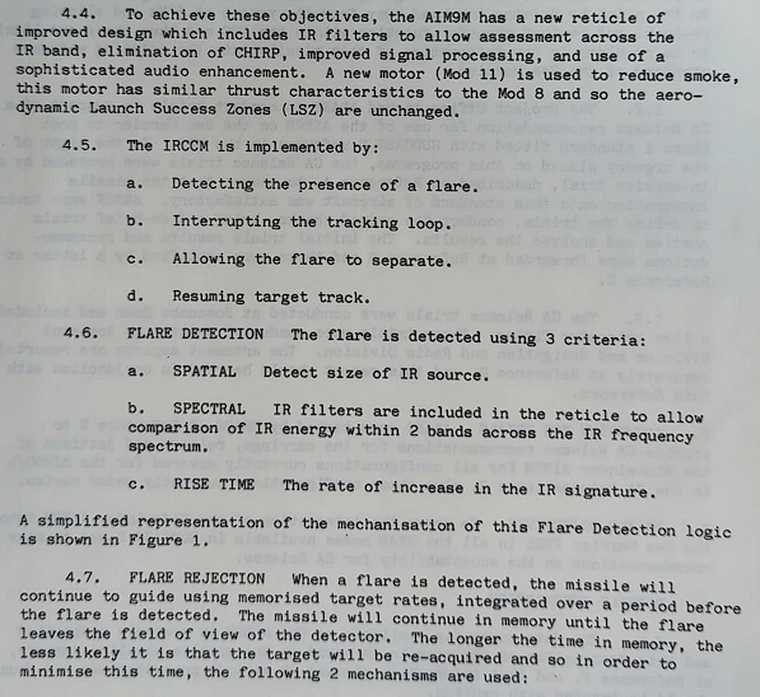 4.4. To achieve these objectives, the AIM9M has a new reticle of
improved design which includes IR filters to allow assessment across the
IR band, elimination of CHIRP, improved signal processing, and use of a
sophisticated audio enhancement. A new motor (Mod 11) is used to reduce smoke,
this motor has similar thrust characteristics to the Mod 8 and so the aero-
dynamic Launch Success Zones (LSZ) are unchanged.
4.5. The IRCCM is implemented by:
a. Detecting the presence of a flare.
b. Interrupting the tracking loop.
c. Allowing the flare to separate.
d. Resuming target track.
4.6. FLARE DETECTION The flare is detected using 3 criteria:
a. SPATIAL Detect size of IR source.
b. SPECTRAL IR filters are included in the reticle to allow
comparison of IR energy within 2 bands across the IR frequency
spectrum.
c. RISE TIME The rate of increase in the IR signature.
A simplified representation of the mechanisation of this Flare Detection logic
is shown in Figure 1.
4.7. FLARE REJECTION When a flare is detected, the missile will
continue to guide using memorised target rates, integrated over a period before
the flare is detected. The missile will continue in memory until the flare
leaves the field of view of the detector. The longer the time in memory, the
less likely it is that the target will be re-acquired and so in order to
minimise this time, the following 2 mechanisms are used: